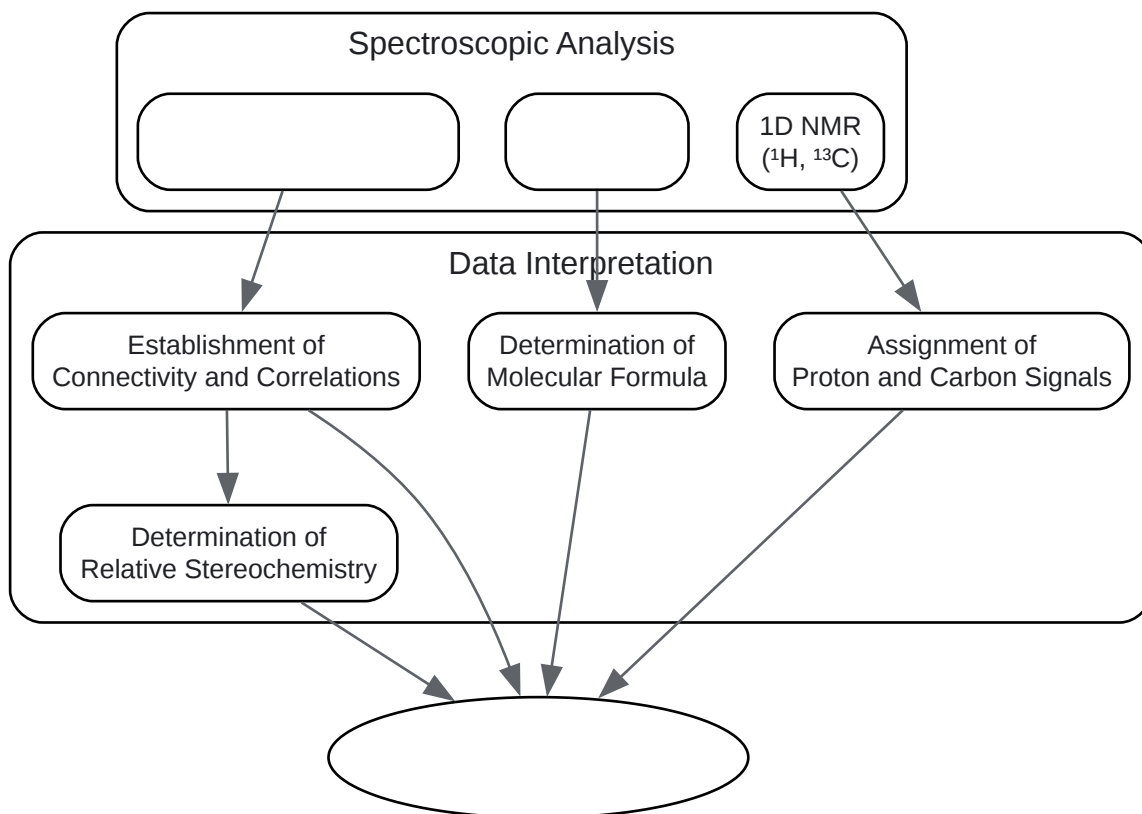 Spectroscopic Analysis
1D NMR
(¹H, ¹³C)
Data Interpretation
Establishment of
Connectivity and Correlations
Determination of
Molecular Formula
Assignment of
Proton and Carbon Signals
Determination of
Relative Stereochemistry